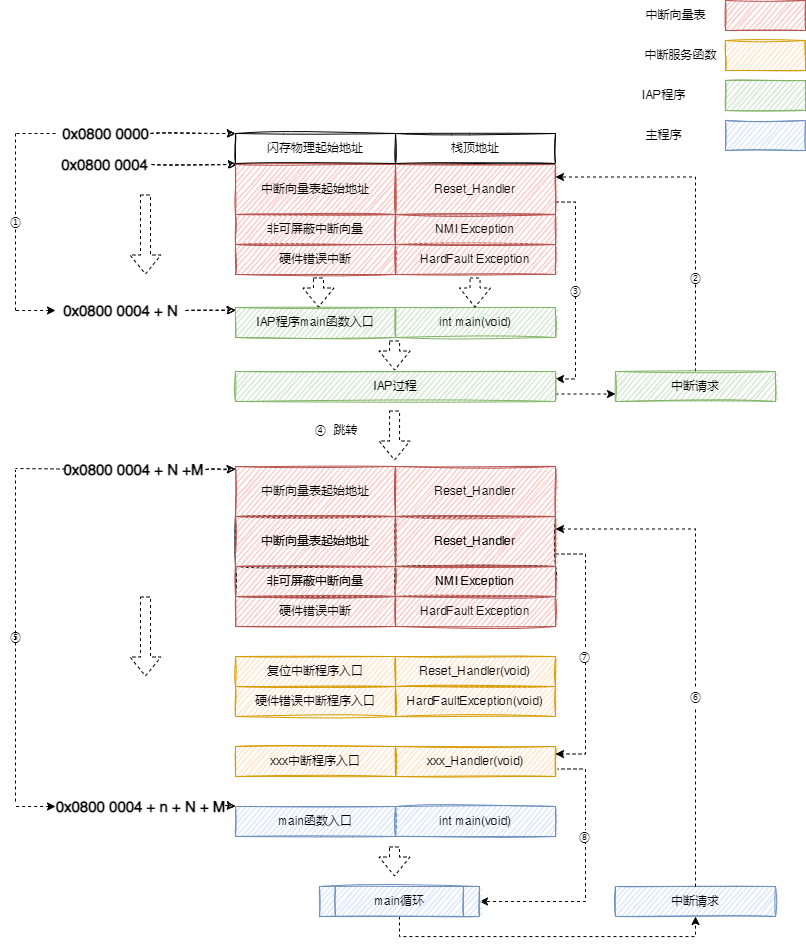 中断向量表
中断服务函数
IAP程序
主程序
0x0800 0000
闪存物理起始地址
栈顶地址
0x0800 0004
中断向量表起始地址
Reset_Handler
①
非可屏蔽中断向量
NMI Exception
硬件错误中断
HardFault Exception
②
③
0x0800 0004 + N
IAP程序main函数入口
int main(void)
IAP过程
中断请求
④ 跳转
0x0800 0004 + N +M
中断向量表起始地址
Reset_Handler
中断向量表起始地址
Reset_Handler
非可屏蔽中断向量
NMI Exception
硬件错误中断
HardFault Exception
⑤
⑦
复位中断程序入口
Reset_Handler(void)
⑥
硬件错误中断程序入口
HardFaultException(void)
xxx中断程序入口
xxx_Handler(void)
0x0800 0004 + n + N + M
main函数入口
int main(void)
⑧
main循环
中断请求